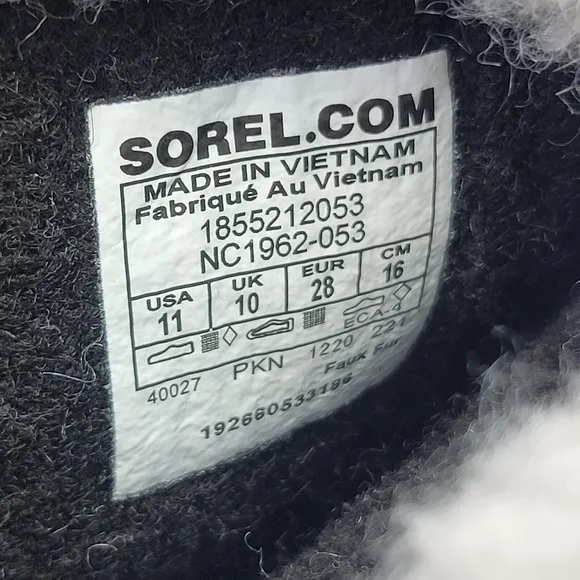 SOREL.COM
MADE IN VIETNAM
Fabriqué Au Vietnam
1855212053
NC1962-053
USA UK EUR CM
11 10 28 16
ECA-4
40027 PKN 1220 221
Faux Fur
192660533186